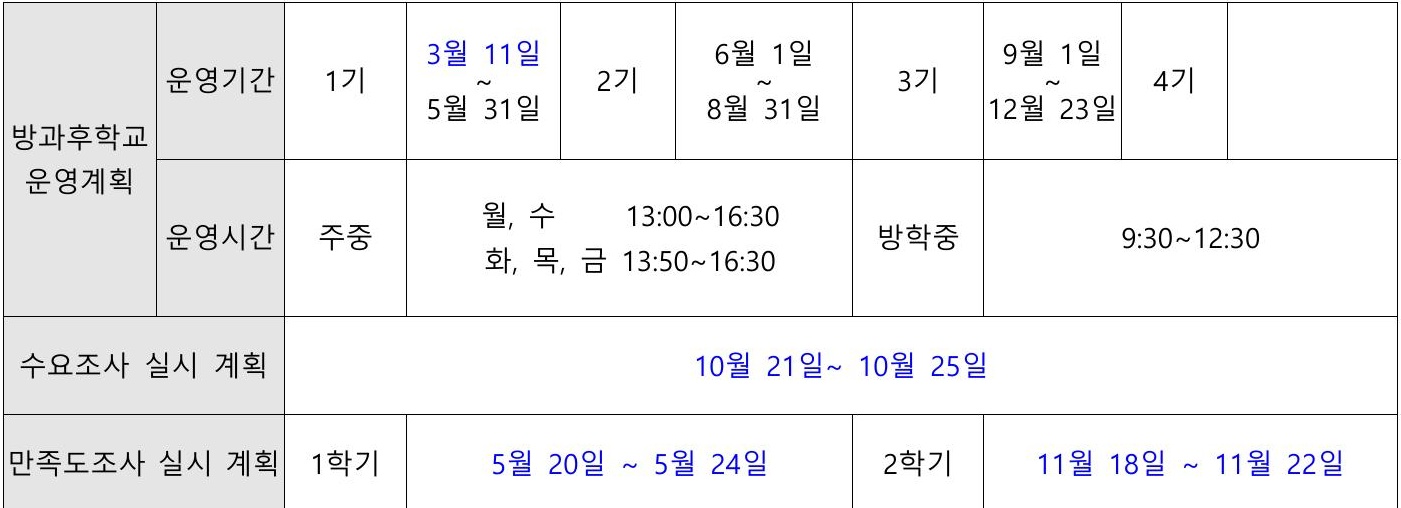 방과후학교
운영계획
운영기간
1기
3월 11일
~
5월 31일
2기
6월 1일
~
8월 31일
3기
9월 1일
~
12월 23일
4기
운영시간
주중
월, 수 13:00~16:30
화, 목, 금 13:50~16:30
방학중
9:30~12:30
수요조사 실시 계획
10월 21일~ 10월 25일
만족도조사 실시 계획
1학기
5월 20일 ~ 5월 24일
2학기
11월 18일 ~ 11월 22일